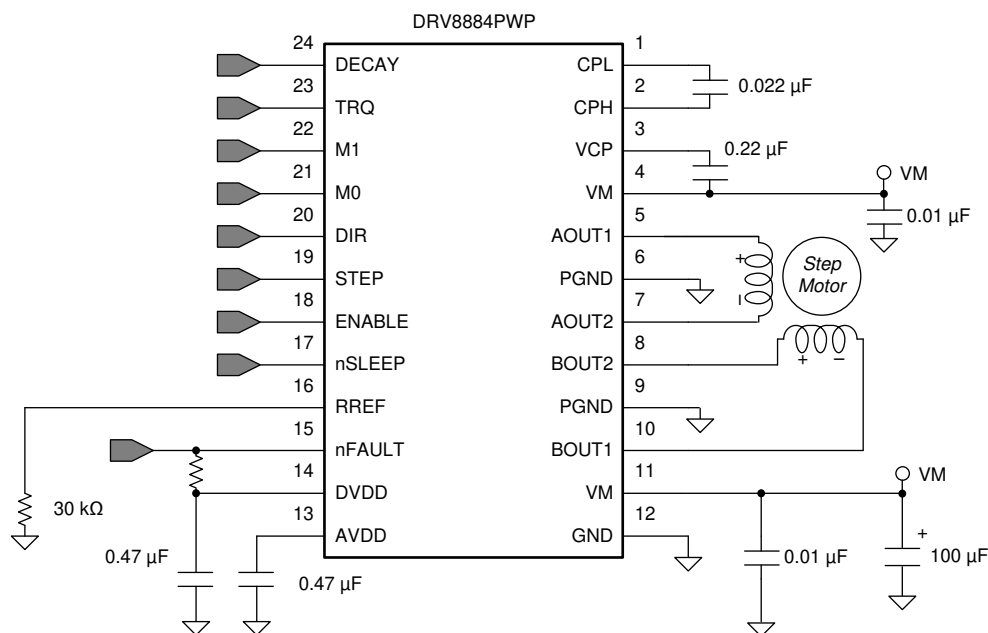 DRV8884PWP
24
DECAY
23
TRQ
22
M1
21
M0
20
DIR
19
STEP
18
ENABLE
17
nSLEEP
16
RREF
15
nFAULT
14
DVDD
13
AVDD
1
CPL
2
CPH
3
VCP
4
VM
5
AOUT1
6
PGND
7
AOUT2
8
BOUT2
9
PGND
10
BOUT1
11
VM
12
GND
0.022 µF
0.22 µF
VM
0.01 µF
+
–
Step
Motor
+ –
VM
+
0.01 µF
100 µF
30 kΩ
0.47 µF
0.47 µF